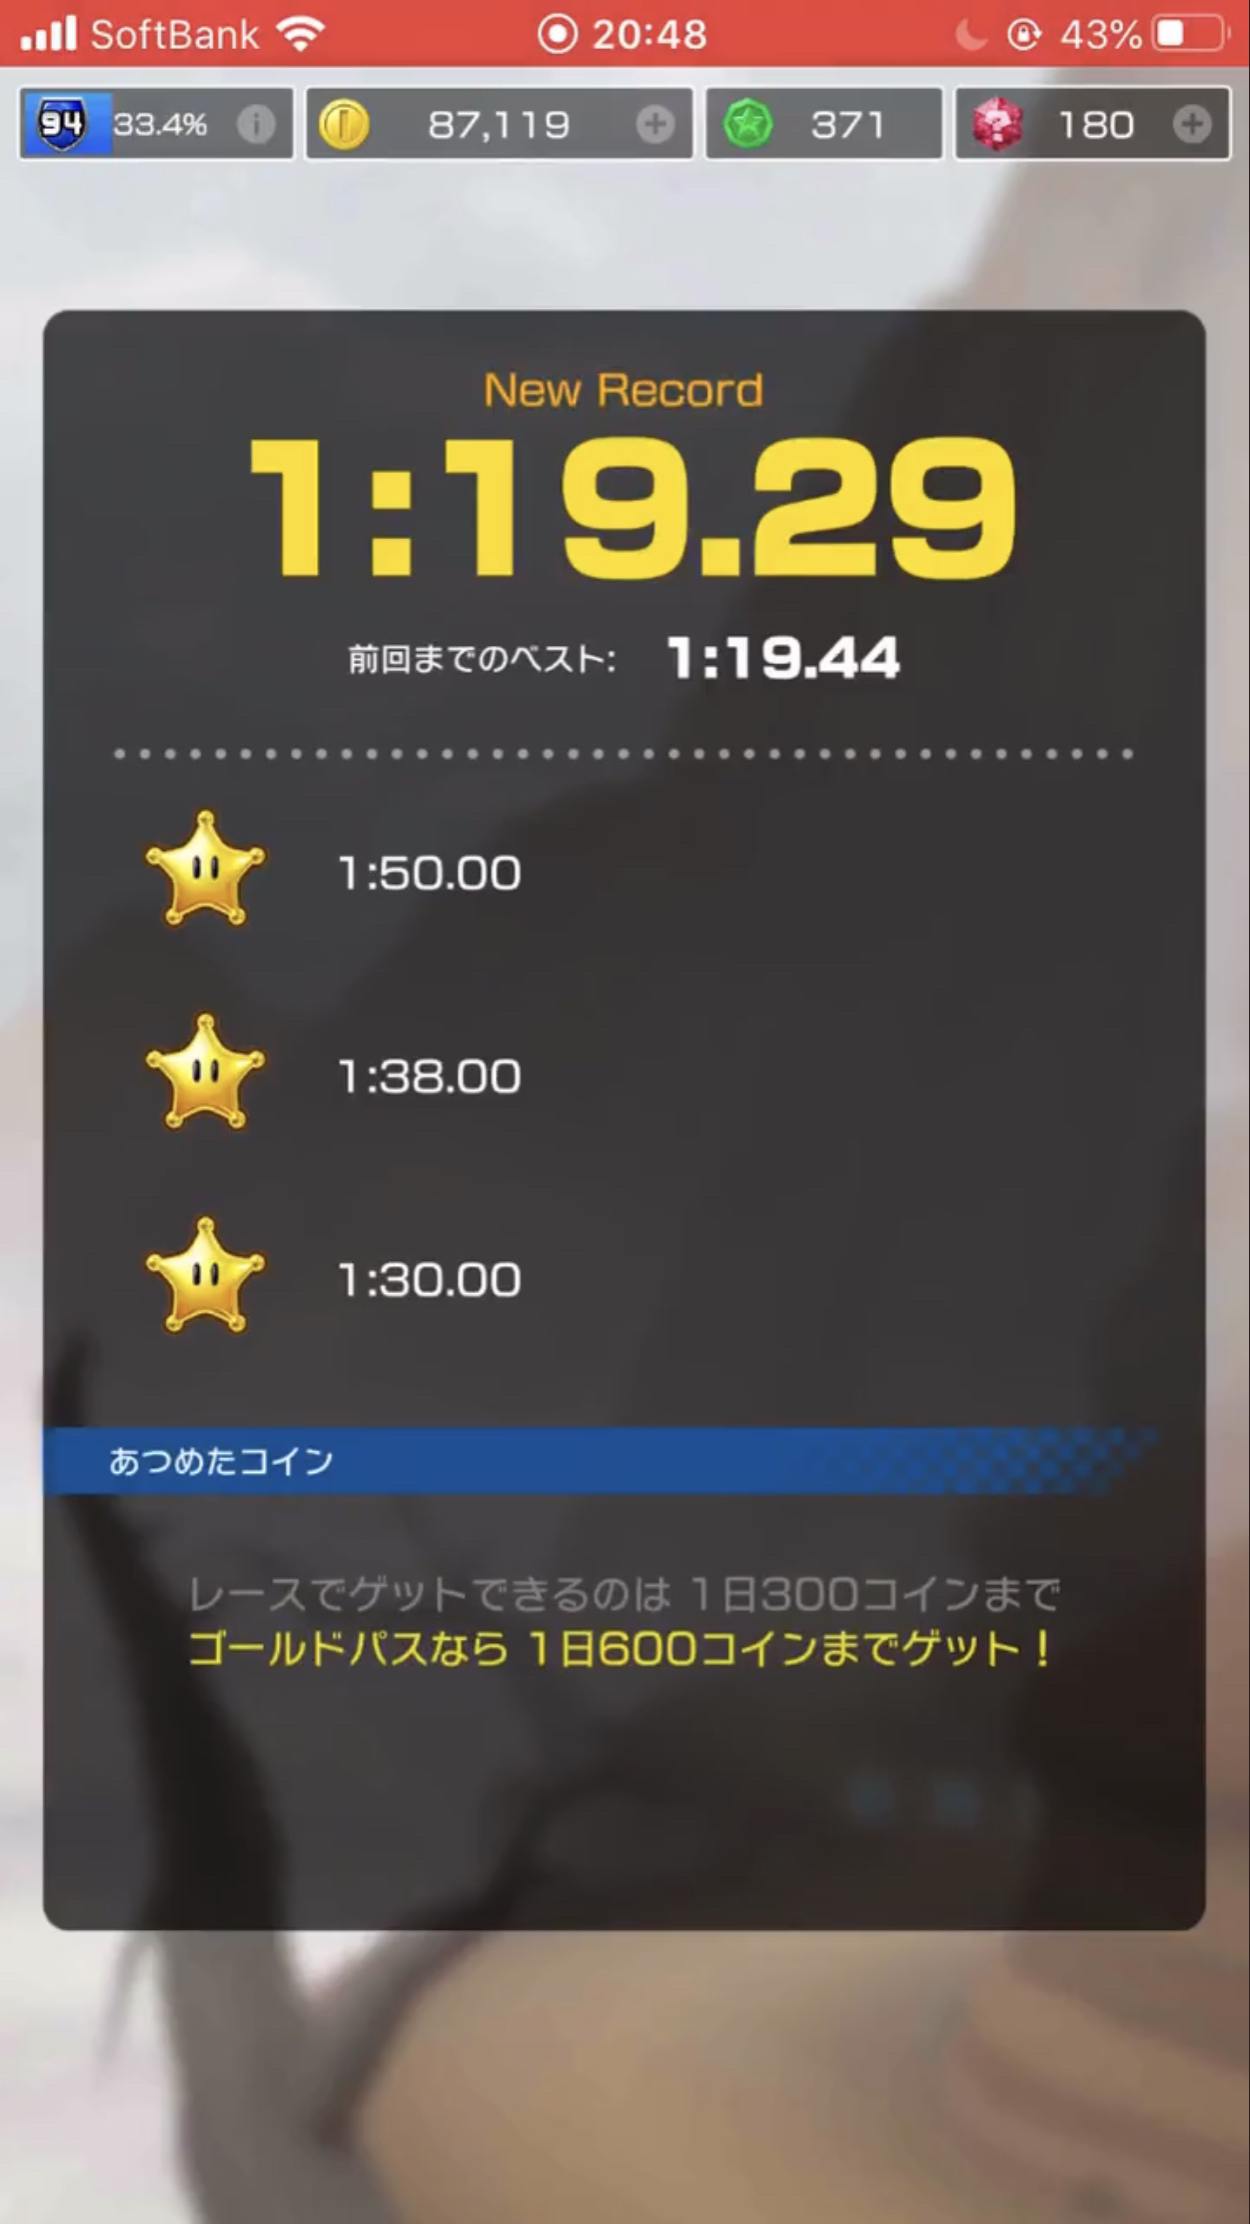 SoftBank 20:48 43%
94 33.4% 87,119 371 180
New Record
1:19.29
前回までのベスト: 1:19.44
1:50.00
1:38.00
1:30.00
あつめたコイン
レースでゲットできるのは 1日300コインまで
ゴールドパスなら 1日600コインまでゲット!